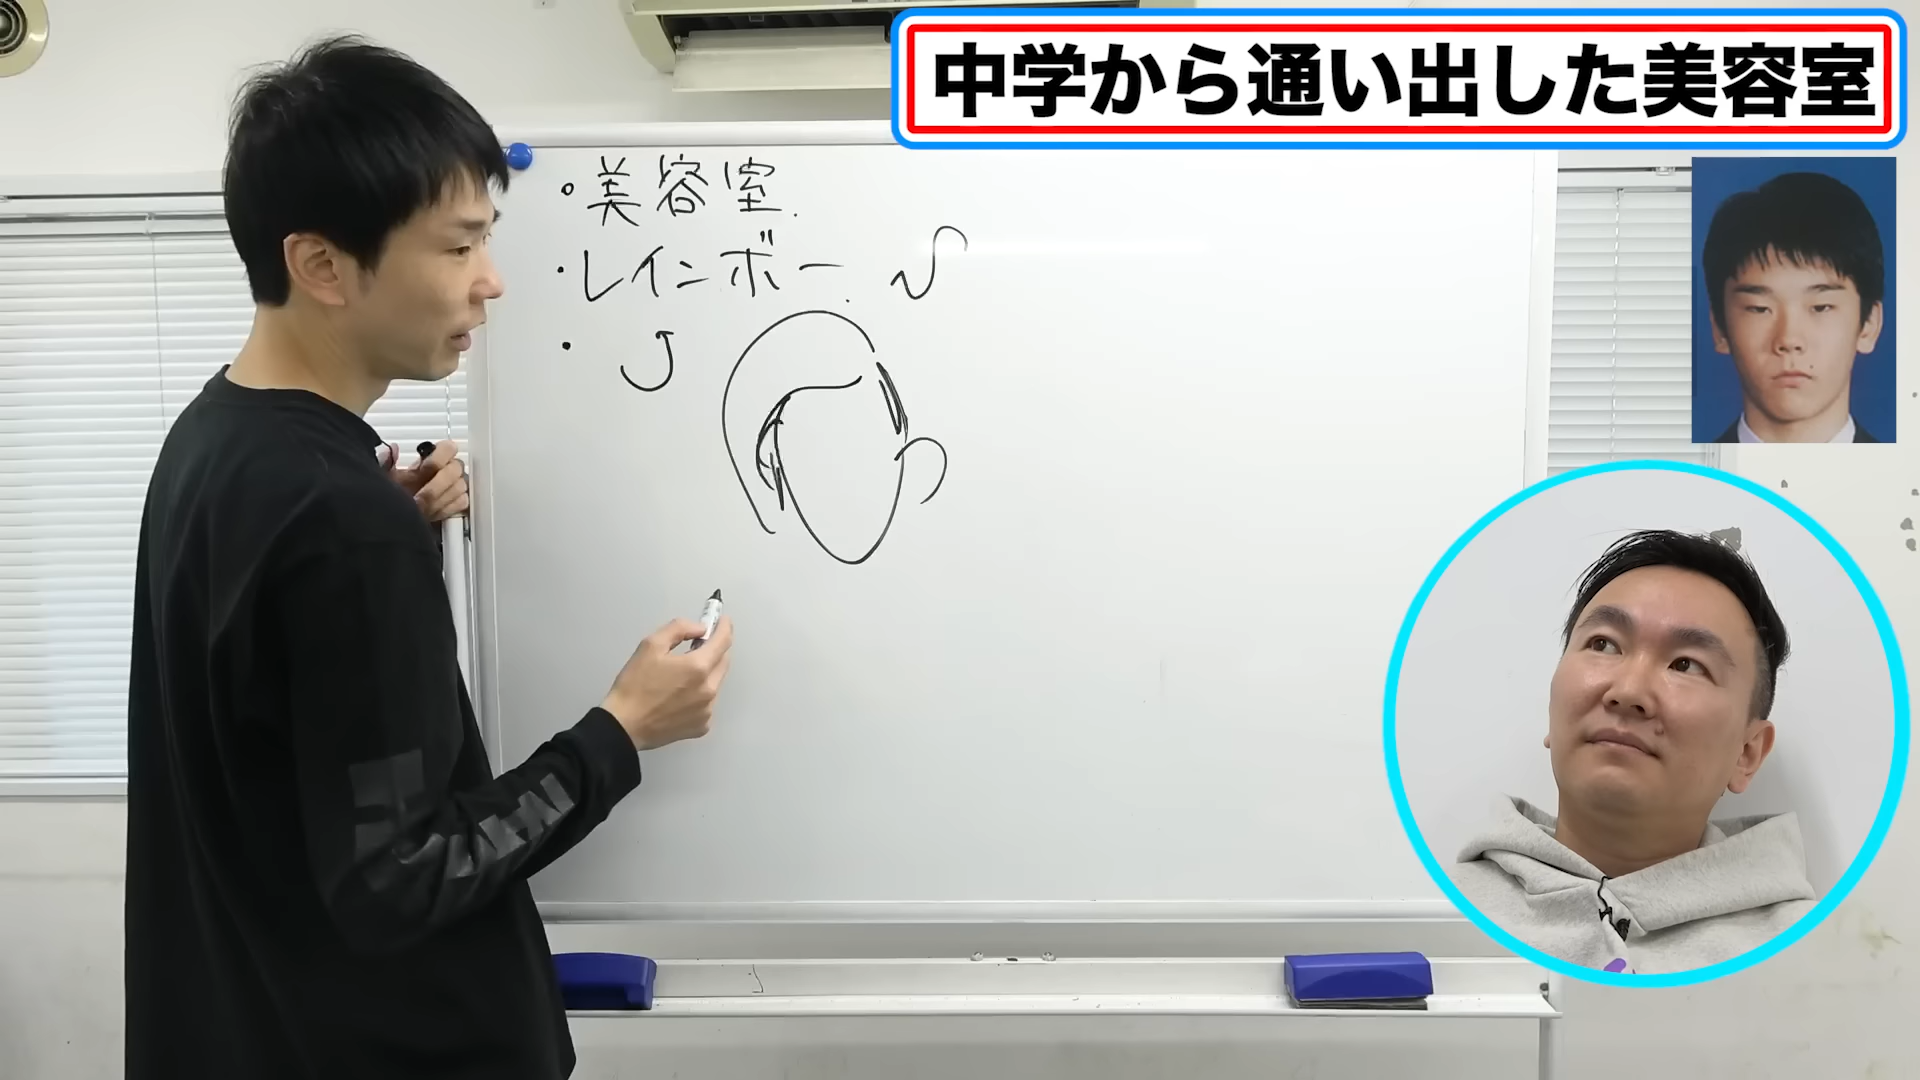 中学から通い出した美容室
・美容室.
・レインボー.
・